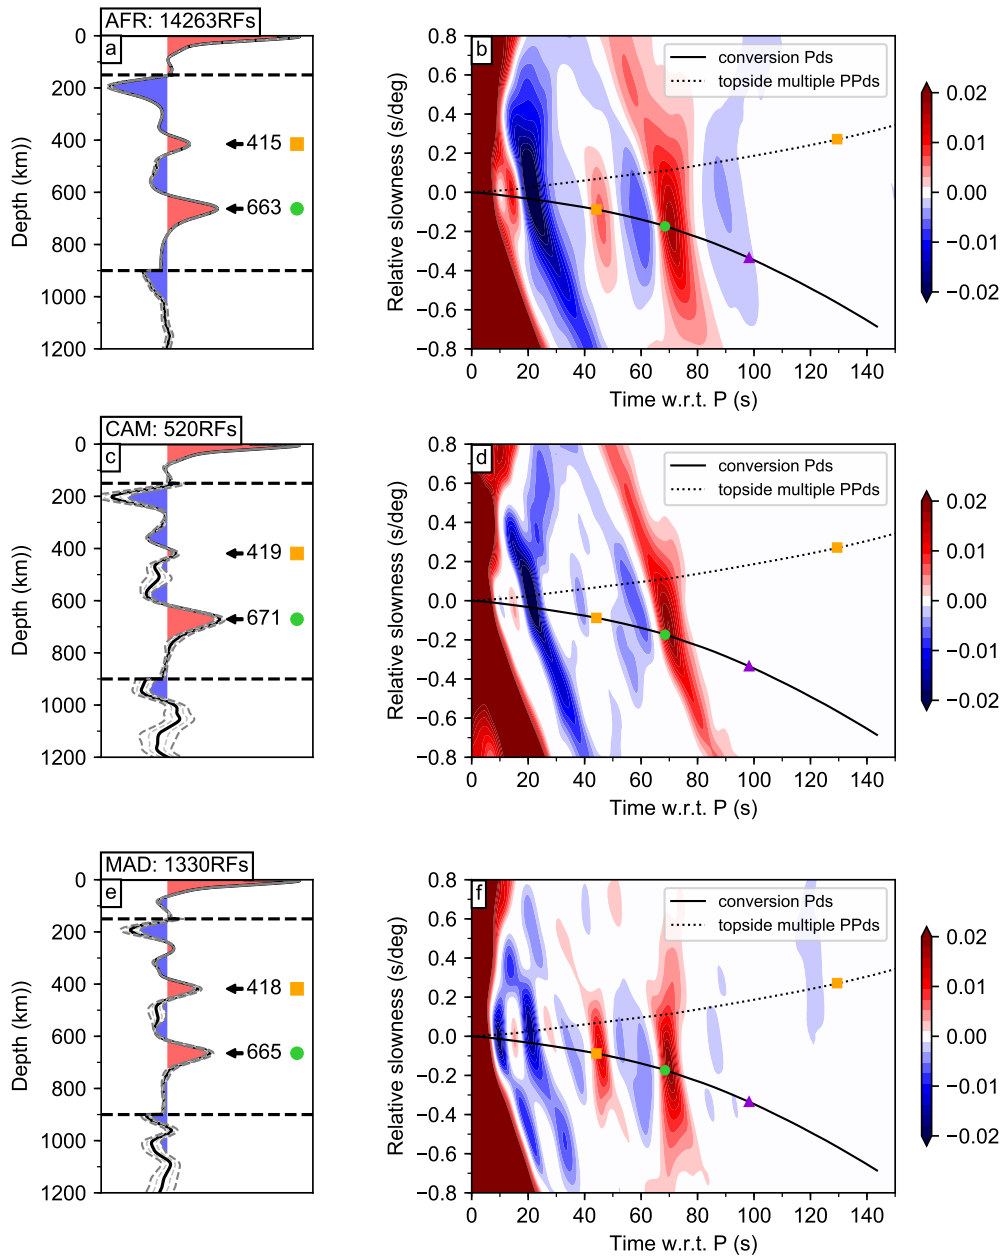 AFR: 14263RFs
a
0
200
400
600
800
1000
1200
Depth (km))
415
663
b
conversion Pds
topside multiple PPds
0.8
0.6
0.4
0.2
0.0
−0.2
−0.4
−0.6
−0.8
Relative slowness (s/deg)
0 20 40 60 80 100 120 140
Time w.r.t. P (s)
0.02
0.01
0.00
−0.01
−0.02
CAM: 520RFs
c
0
200
400
600
800
1000
1200
Depth (km))
419
671
d
conversion Pds
topside multiple PPds
0.8
0.6
0.4
0.2
0.0
−0.2
−0.4
−0.6
−0.8
Relative slowness (s/deg)
0 20 40 60 80 100 120 140
Time w.r.t. P (s)
0.02
0.01
0.00
−0.01
−0.02
MAD: 1330RFs
e
0
200
400
600
800
1000
1200
Depth (km))
418
665
f
conversion Pds
topside multiple PPds
0.8
0.6
0.4
0.2
0.0
−0.2
−0.4
−0.6
−0.8
Relative slowness (s/deg)
0 20 40 60 80 100 120 140
Time w.r.t. P (s)
0.02
0.01
0.00
−0.01
−0.02